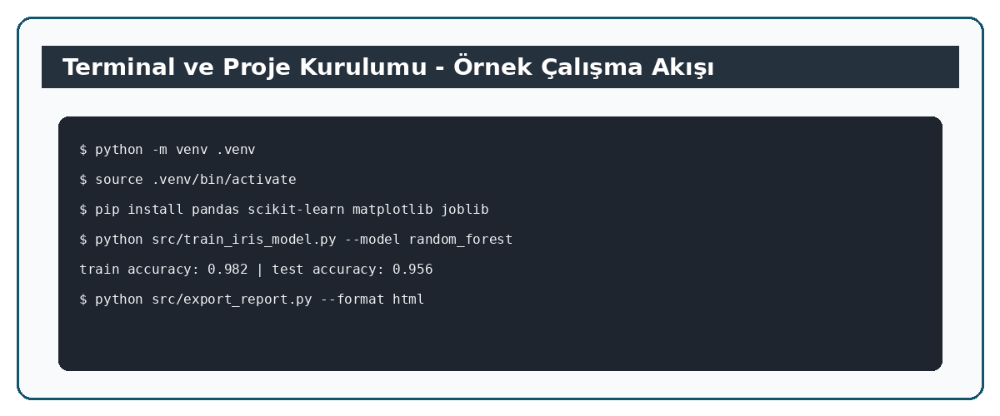 Terminal ve Proje Kurulumu - Örnek Çalışma Akışı
$ python -m venv .venv
$ source .venv/bin/activate
$ pip install pandas scikit-learn matplotlib joblib
$ python src/train_iris_model.py --model random_forest
train accuracy: 0.982 | test accuracy: 0.956
$ python src/export_report.py --format html